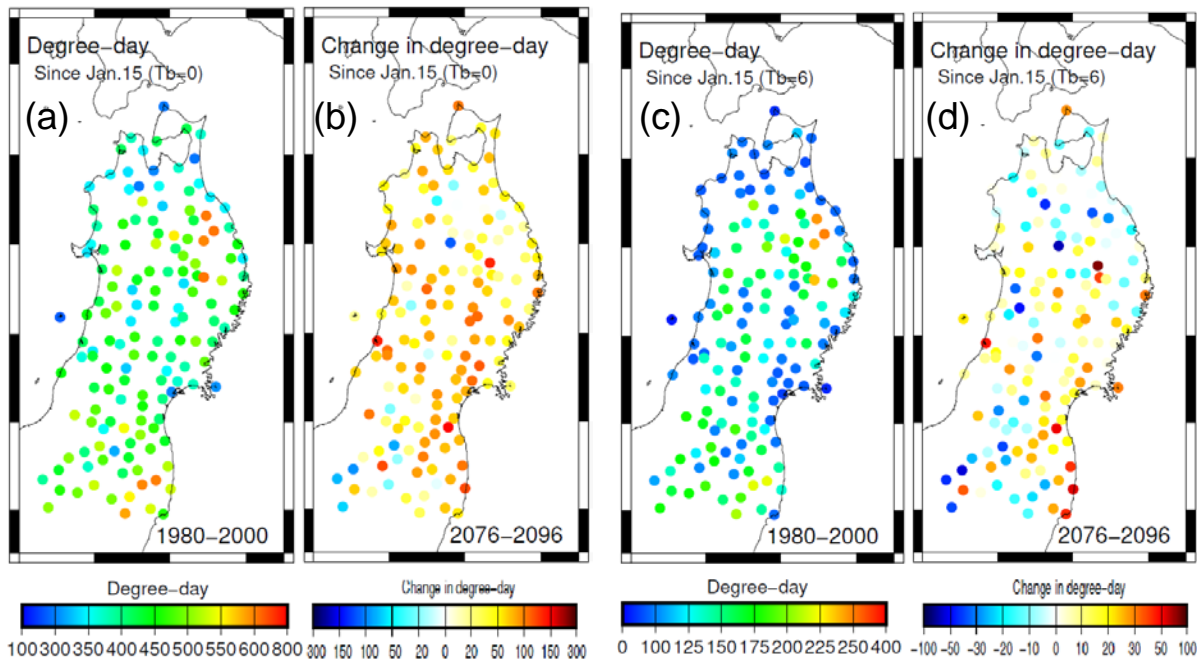 Degree−day
Since Jan.15 (Tb=0)
(a)
1980−2000
Degree−day
100 300 350 400 450 500 550 600 800
Change in degree−day
Since Jan.15 (Tb=0)
(b)
2076−2096
Change in degree−day
300 150 100 50 20 0 20 50 100 150 300
Degree−day
Since Jan.15 (Tb=6)
(c)
1980−2000
Degree−day
0 100 125 150 175 200 225 250 400
Change in degree−day
Since Jan.15 (Tb=6)
(d)
2076−2096
Change in degree−day
−100 −50 −30 −20 −10 0 10 20 30 50 100